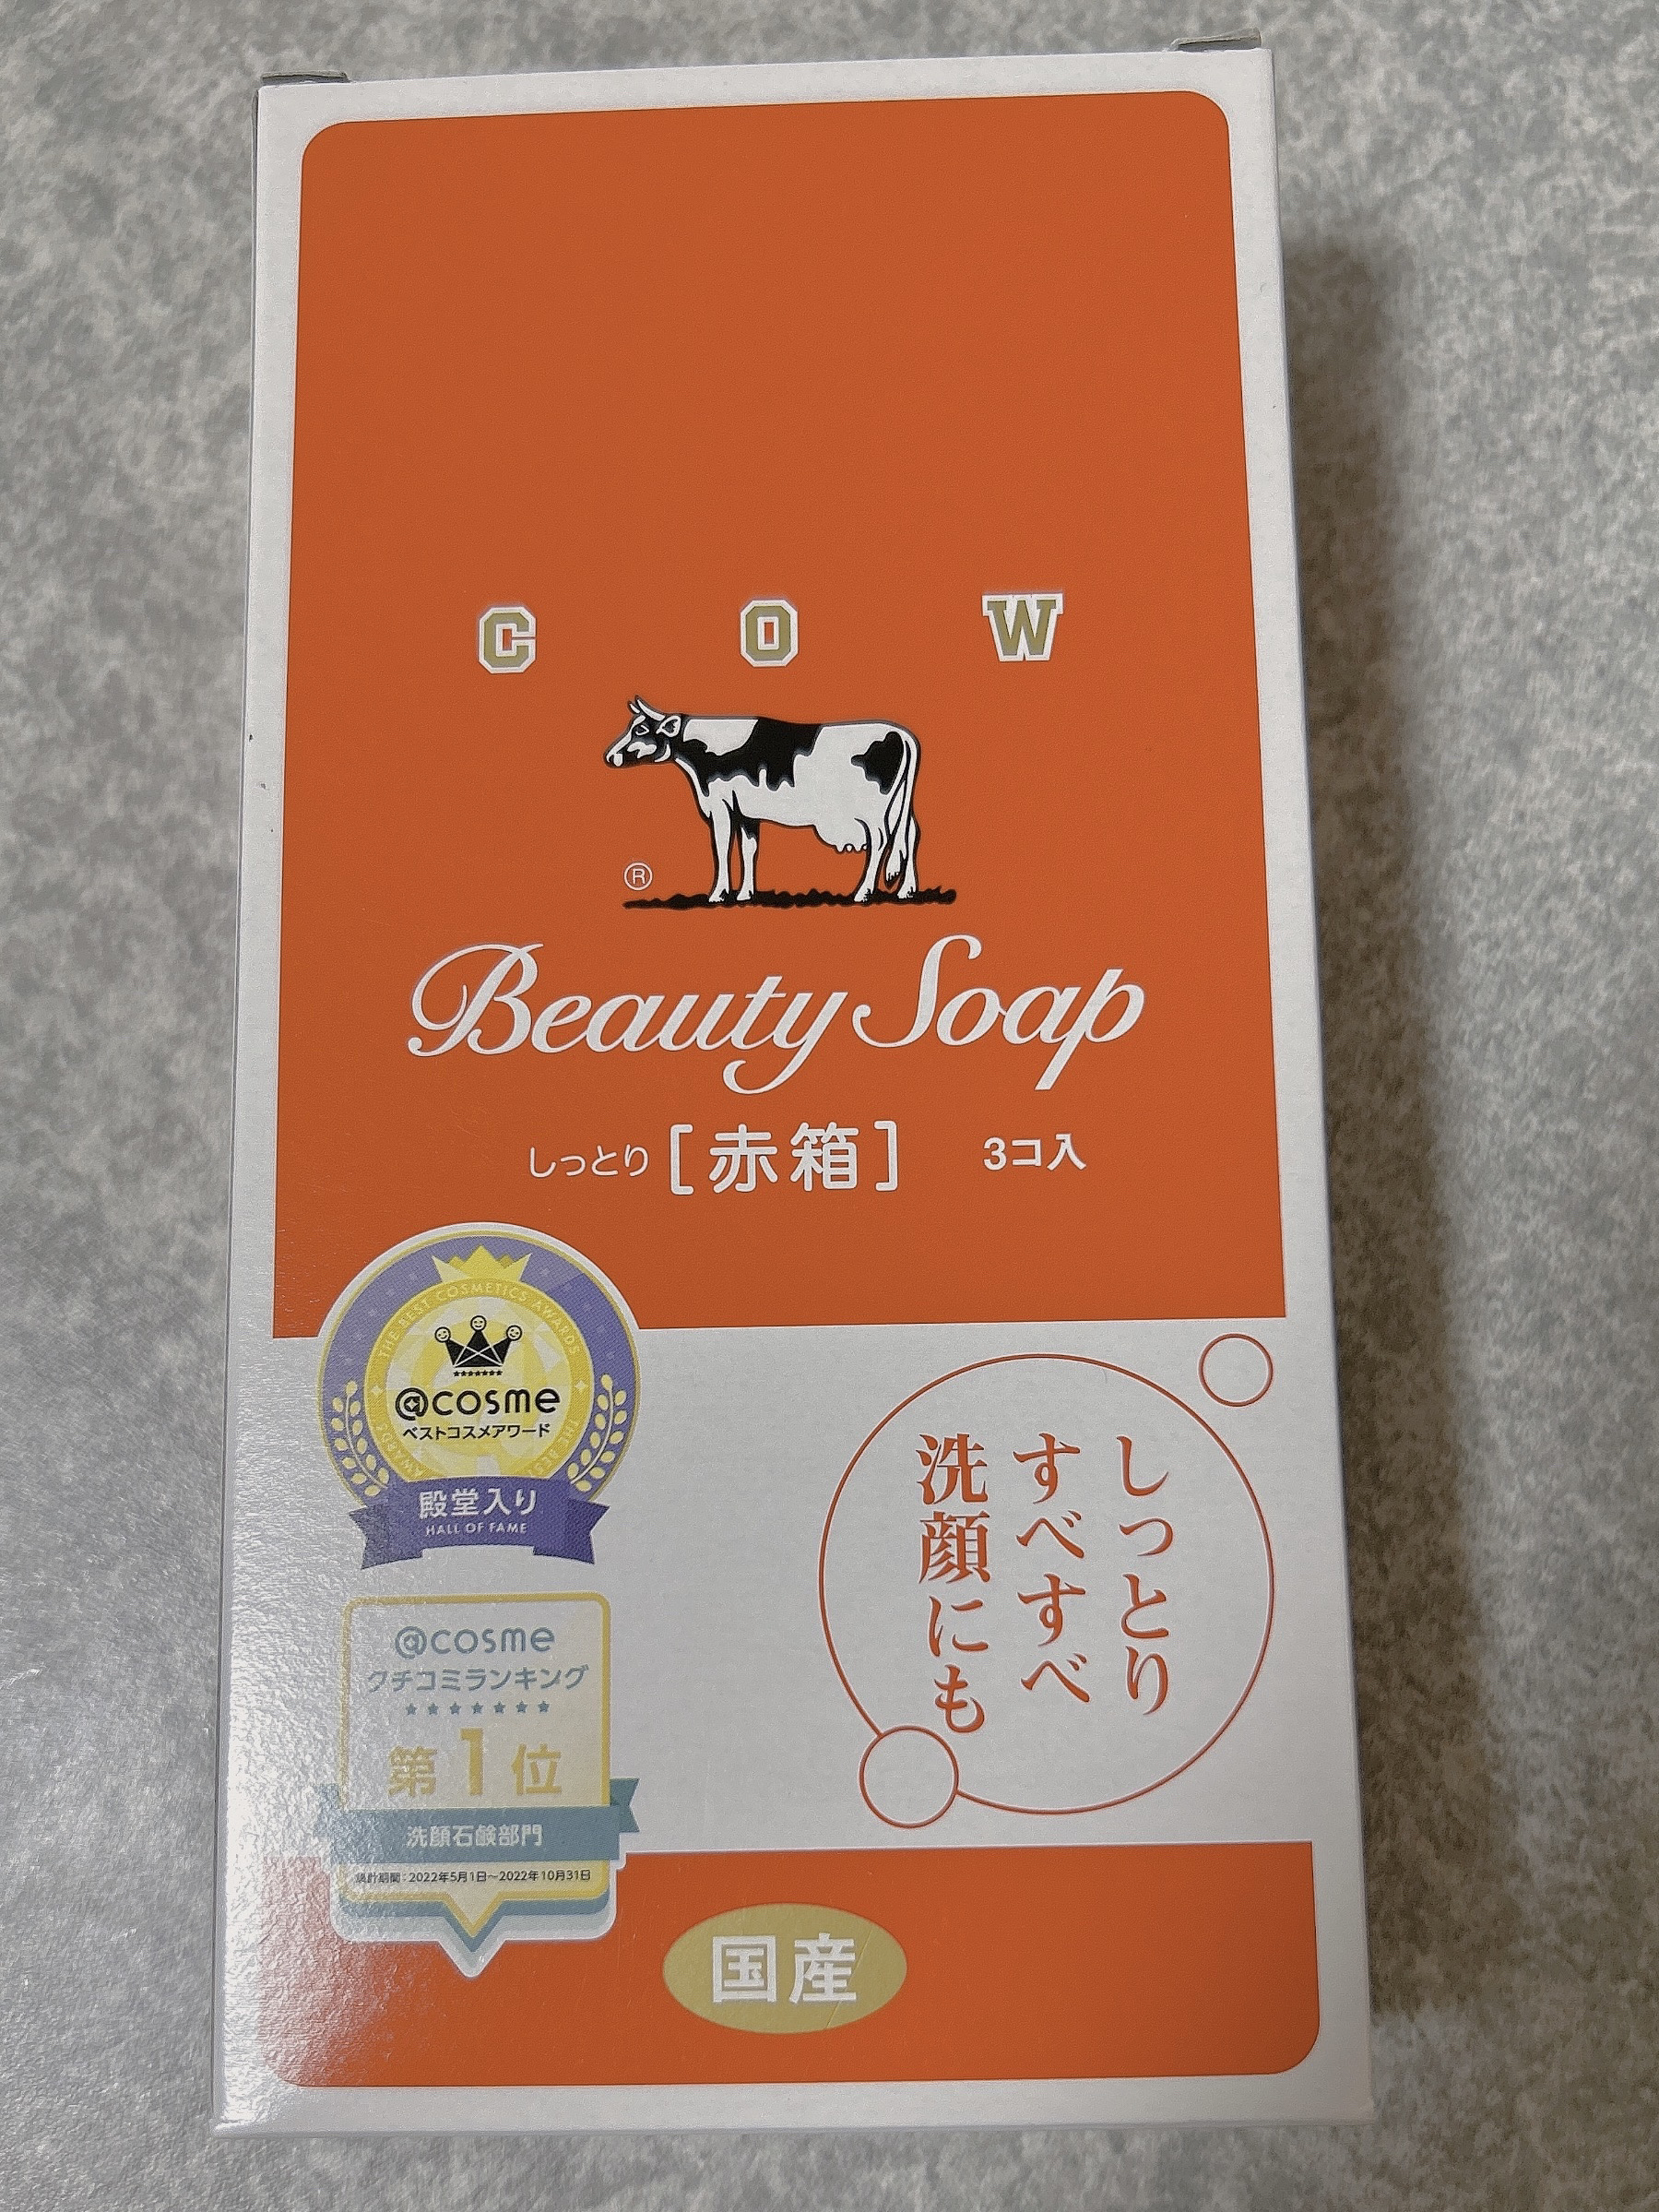 C O W
®
Beauty Soap
しっとり [赤箱] 3コ入
THE BEST COSMETICS AWARDS
@cosme
ベストコスメアワード
殿堂入り
HALL OF FAME
しっとり
すべすべ
洗顔にも
@cosme
クチコミランキング
第1位
洗顔石鹸部門
集計期間:2022年5月1日〜2022年10月31日
国産